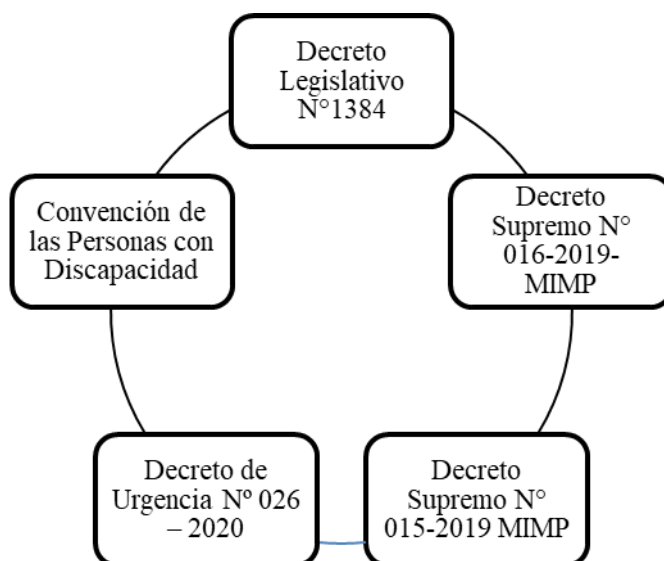 Decreto
Legislativo
N°1384
Decreto
Supremo N°
016-2019-
MIMP
Decreto
Supremo N°
015-2019 MIMP
Decreto de
Urgencia Nº 026
– 2020
Convención de
las Personas con
Discapacidad